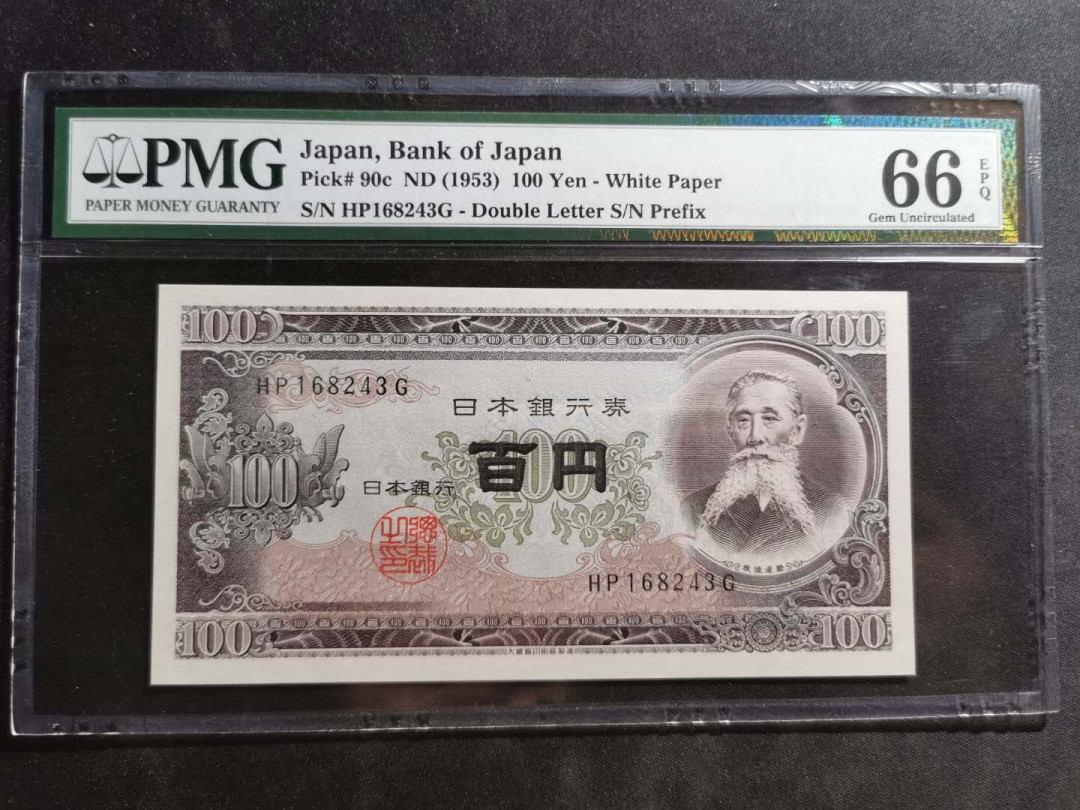 PMG
PAPER MONEY GUARANTY
Japan, Bank of Japan
Pick# 90c ND (1953) 100 Yen - White Paper
S/N HP168243G - Double Letter S/N Prefix
66
EPQ
Gem Uncirculated
100
100
HP168243G
日本銀行券
100
百円
100
日本銀行
HP168243G
100
100